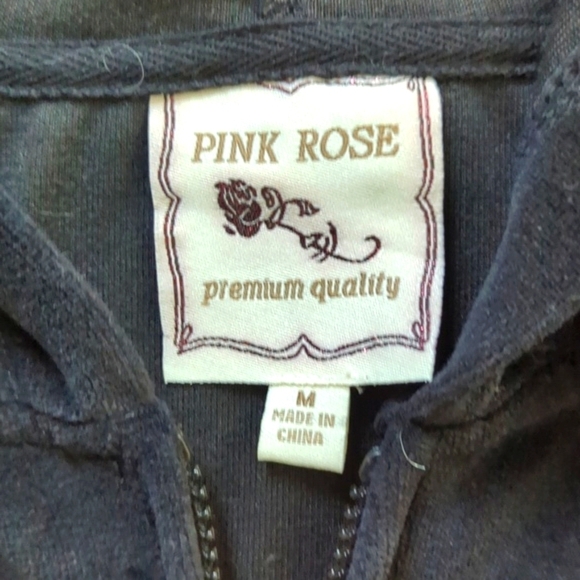 PINK ROSE
premium quality
M
MADE IN
CHINA